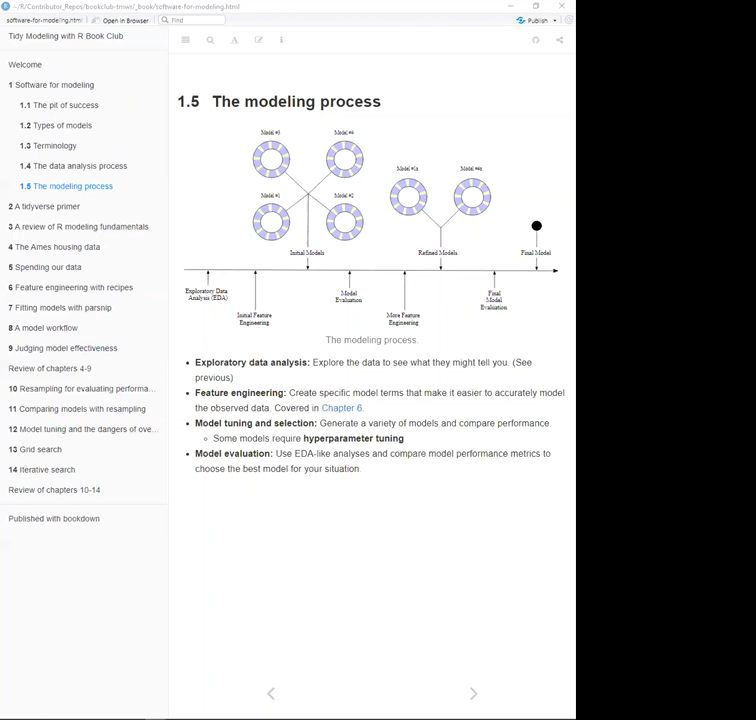 ~/R/Contributor_Repos/bookclub-tmwr/_book/software-for-modeling.html
software-for-modeling.html
Open in Browser
Find
Publish
Tidy Modeling with R Book Club
Welcome
1 Software for modeling
1.1 The pit of success
1.2 Types of models
1.3 Terminology
1.4 The data analysis process
1.5 The modeling process
2 A tidyverse primer
3 A review of R modeling fundamentals
4 The Ames housing data
5 Spending our data
6 Feature engineering with recipes
7 Fitting models with parsnip
8 A model workflow
9 Judging model effectiveness
Review of chapters 4-9
10 Resampling for evaluating performa…
11 Comparing models with resampling
12 Model tuning and the dangers of ove…
13 Grid search
14 Iterative search
Review of chapters 10-14
Published with bookdown
1.5 The modeling process
Model #3
Model #4
Model #1
Model #2
Model #1a
Model #4a
Initial Models
Refined Models
Final Model
Exploratory Data
Analysis (EDA)
Initial Feature
Engineering
Model
Evaluation
More Feature
Engineering
Final
Model
Evaluation
The modeling process.
• Exploratory data analysis: Explore the data to see what they might tell you. (See
previous)
• Feature engineering: Create specific model terms that make it easier to accurately model
the observed data. Covered in Chapter 6.
• Model tuning and selection: Generate a variety of models and compare performance.
Some models require hyperparameter tuning
• Model evaluation: Use EDA-like analyses and compare model performance metrics to
choose the best model for your situation.